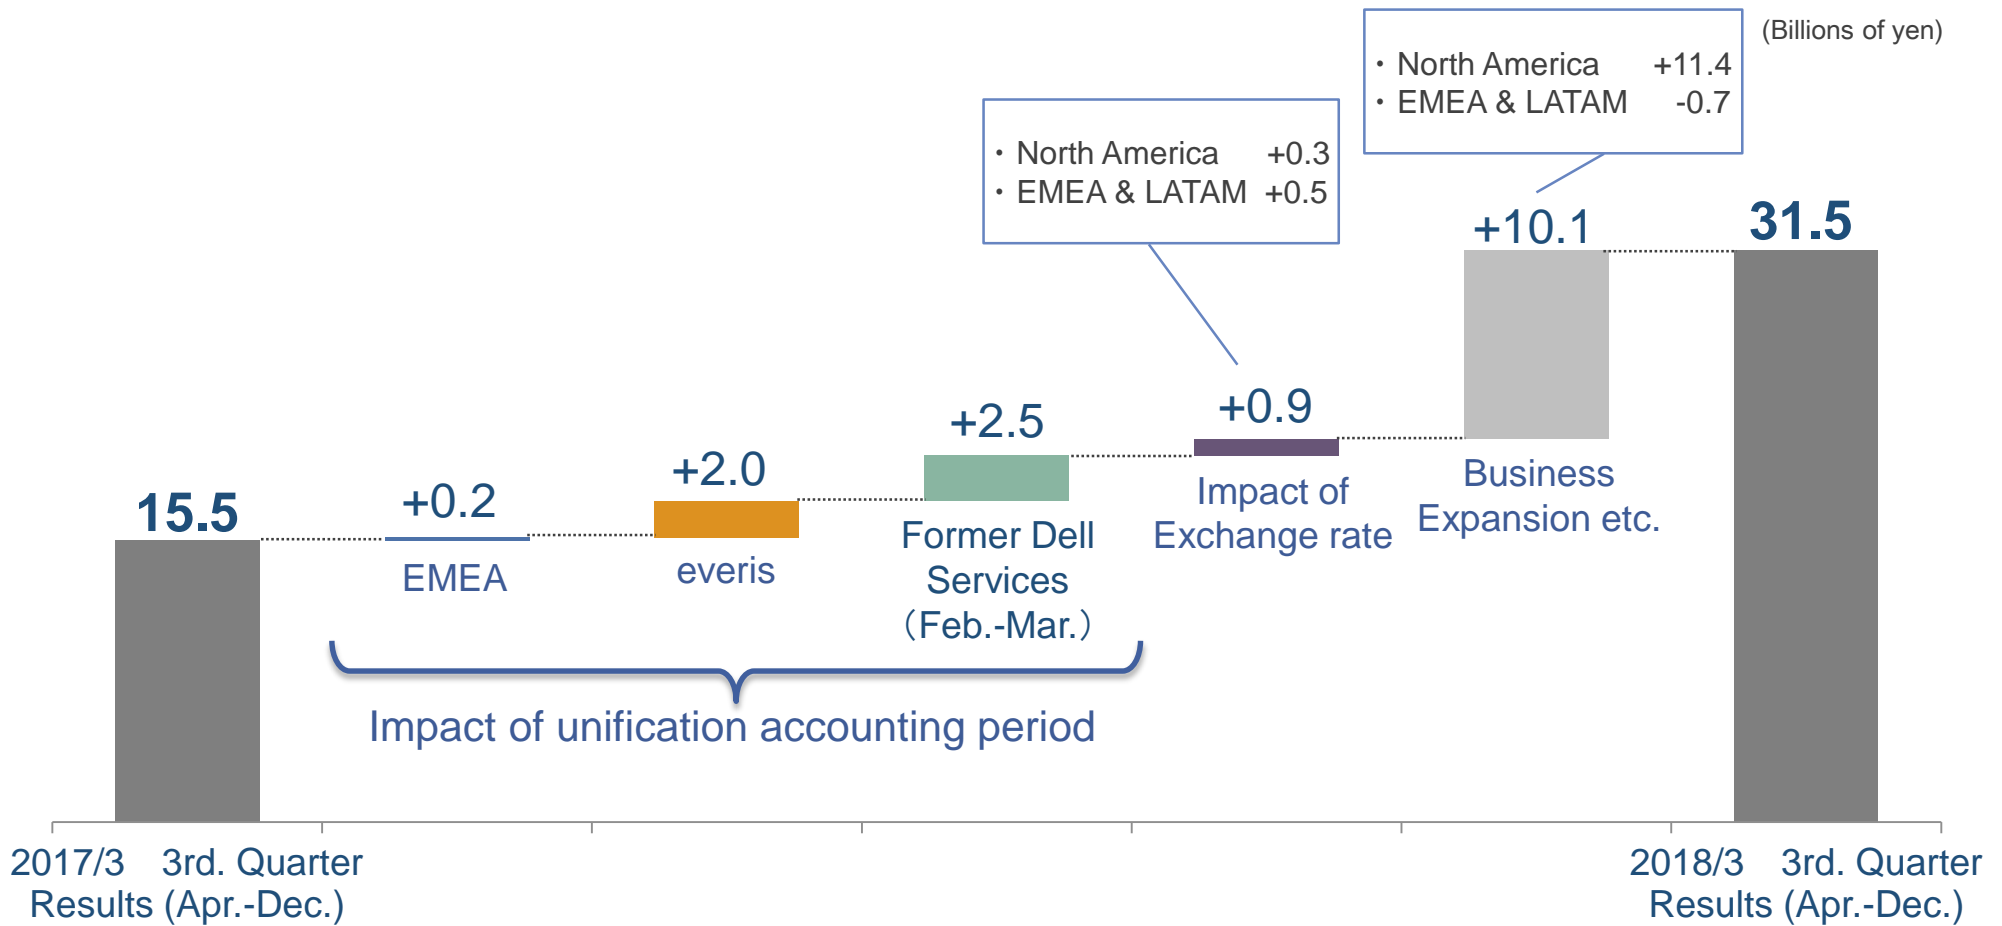 (Billions of yen)
・North America +11.4
・EMEA & LATAM -0.7
・North America +0.3
・EMEA & LATAM +0.5
15.5
+0.2
+2.0
+2.5
+0.9
+10.1
31.5
EMEA
everis
Former Dell
Services
（Feb.-Mar.）
Impact of
Exchange rate
Business
Expansion etc.
Impact of unification accounting period
2017/3 3rd. Quarter
Results (Apr.-Dec.)
2018/3 3rd. Quarter
Results (Apr.-Dec.)